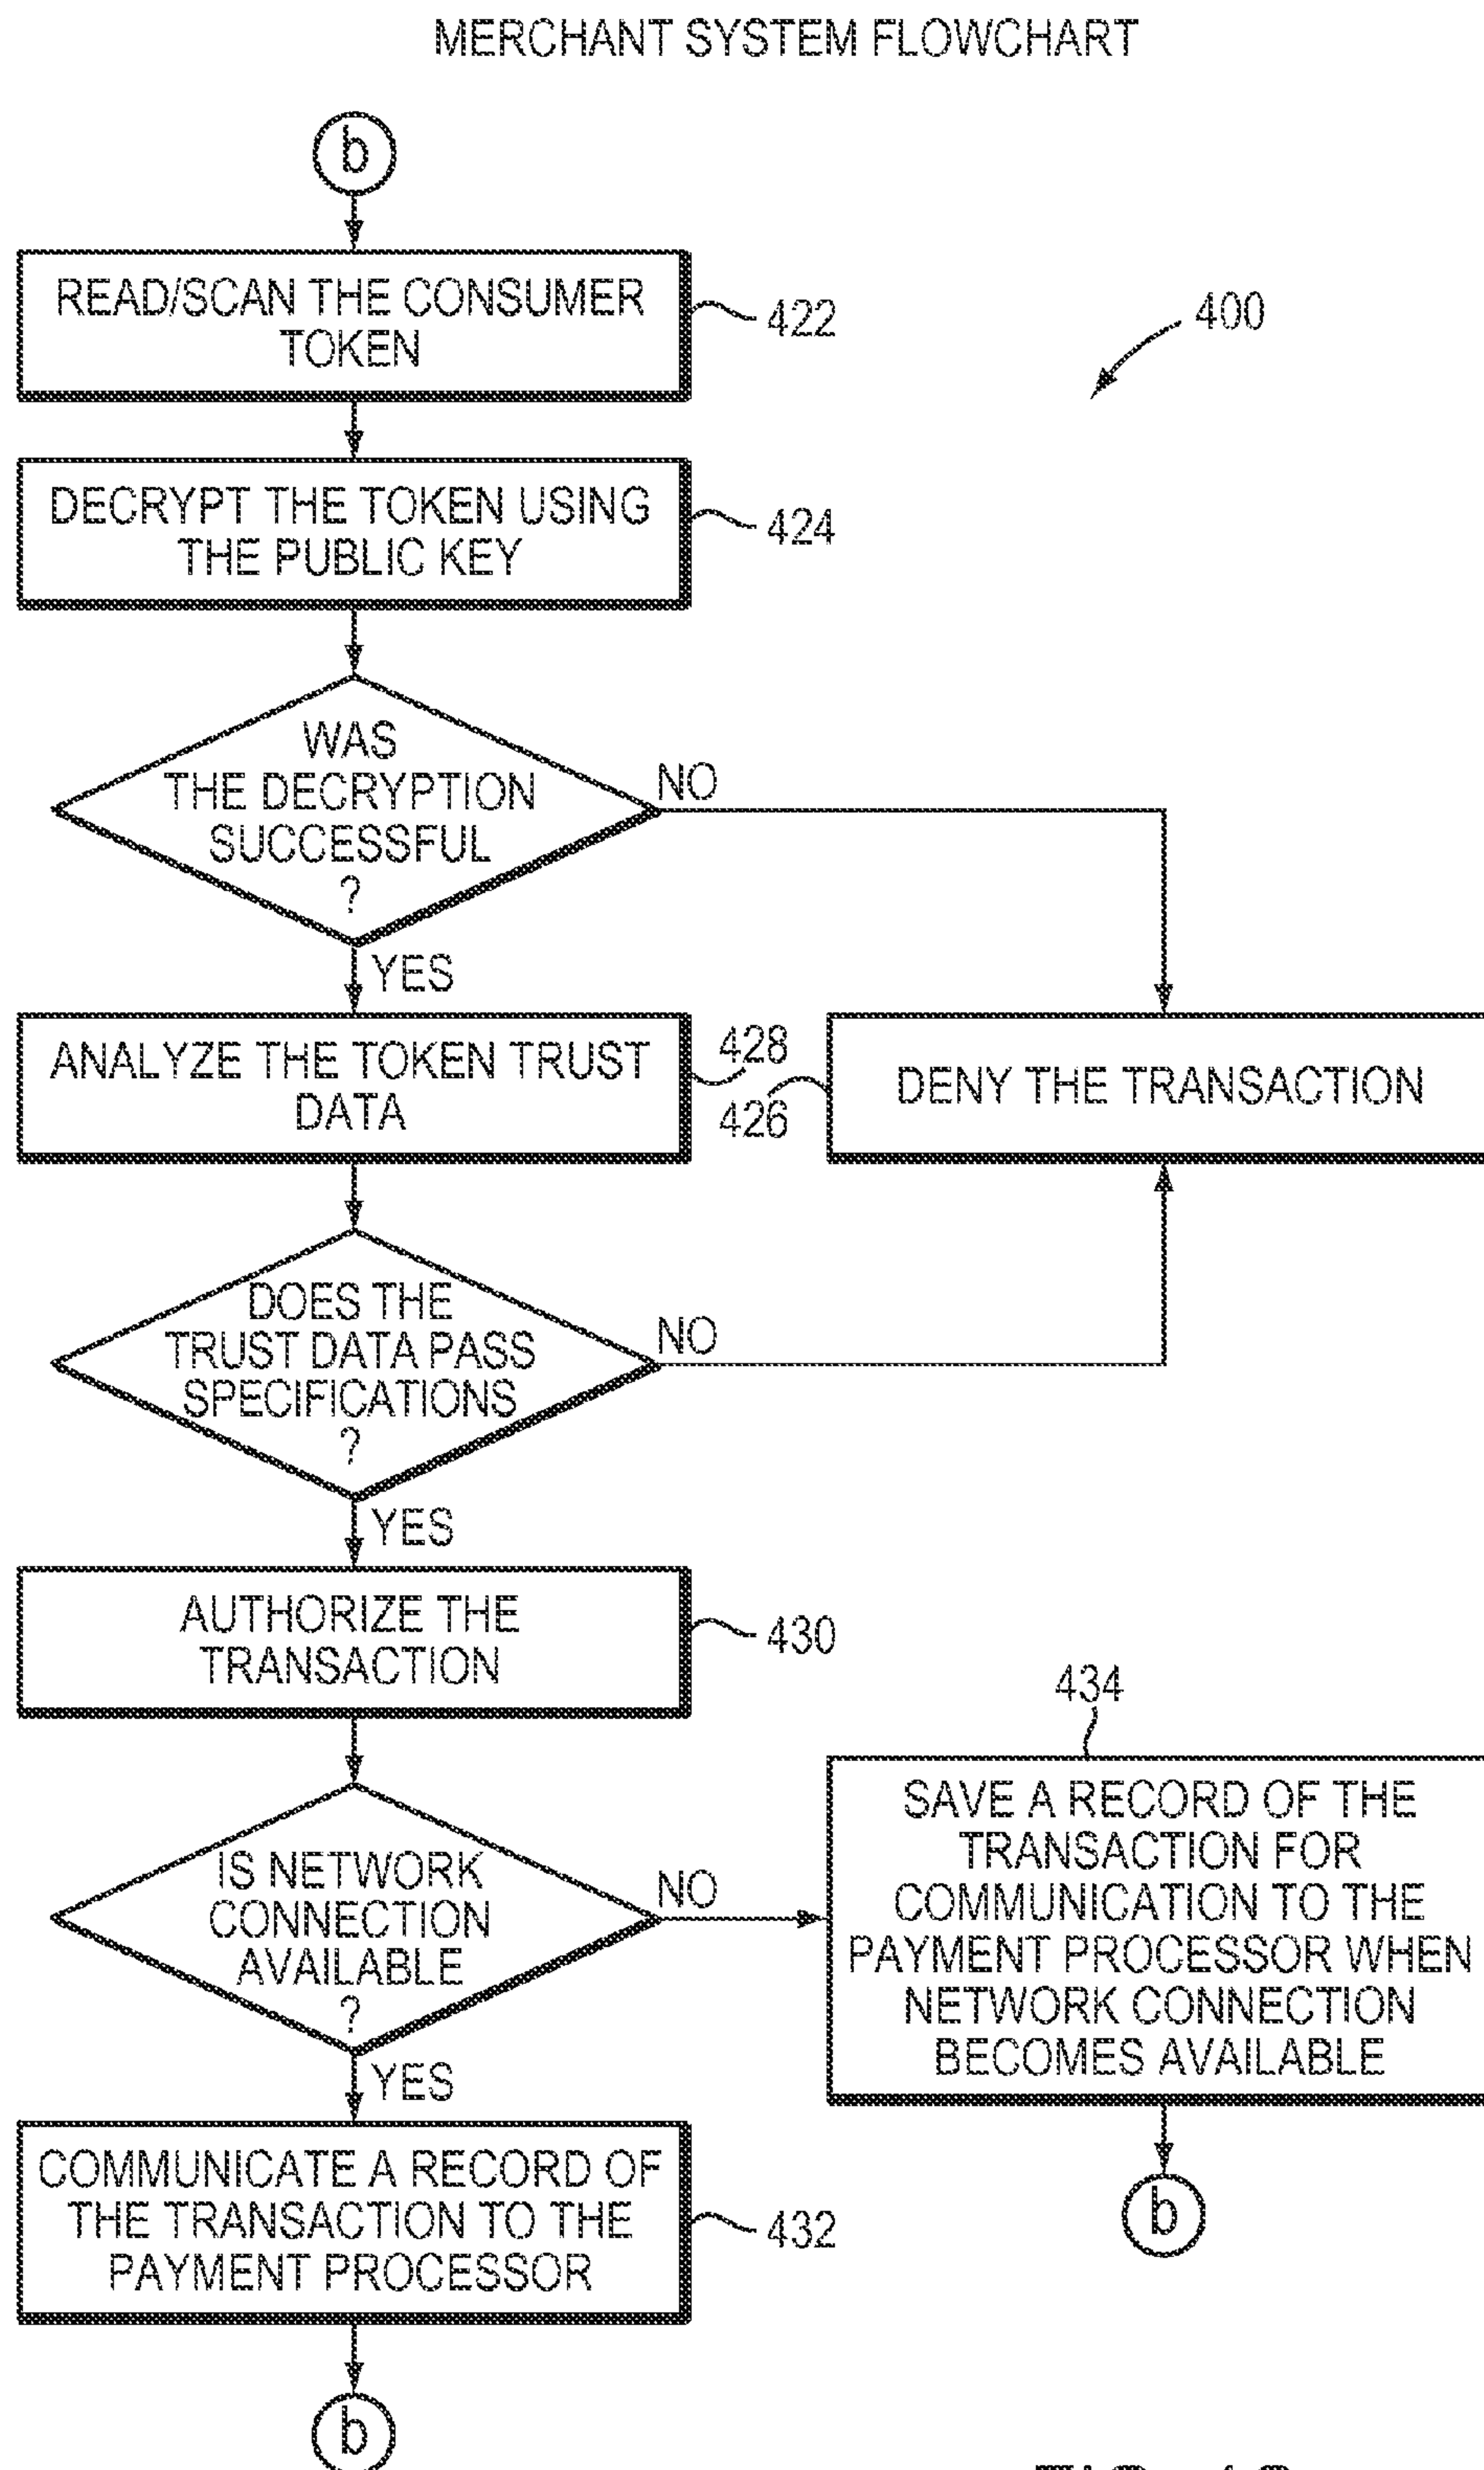 MERCHANT SYSTEM FLOWCHART
b
READ/SCAN THE CONSUMER
TOKEN
422
400
DECRYPT THE TOKEN USING
THE PUBLIC KEY
424
WAS
THE DECRYPTION
SUCCESSFUL
?
NO
YES
ANALYZE THE TOKEN TRUST
DATA
428
426
DENY THE TRANSACTION
DOES THE
TRUST DATA PASS
SPECIFICATIONS
?
NO
YES
AUTHORIZE THE
TRANSACTION
430
434
IS NETWORK
CONNECTION
AVAILABLE
?
NO
YES
SAVE A RECORD OF THE
TRANSACTION FOR
COMMUNICATION TO THE
PAYMENT PROCESSOR WHEN
NETWORK CONNECTION
BECOMES AVAILABLE
b
COMMUNICATE A RECORD OF
THE TRANSACTION TO THE
PAYMENT PROCESSOR
432
b